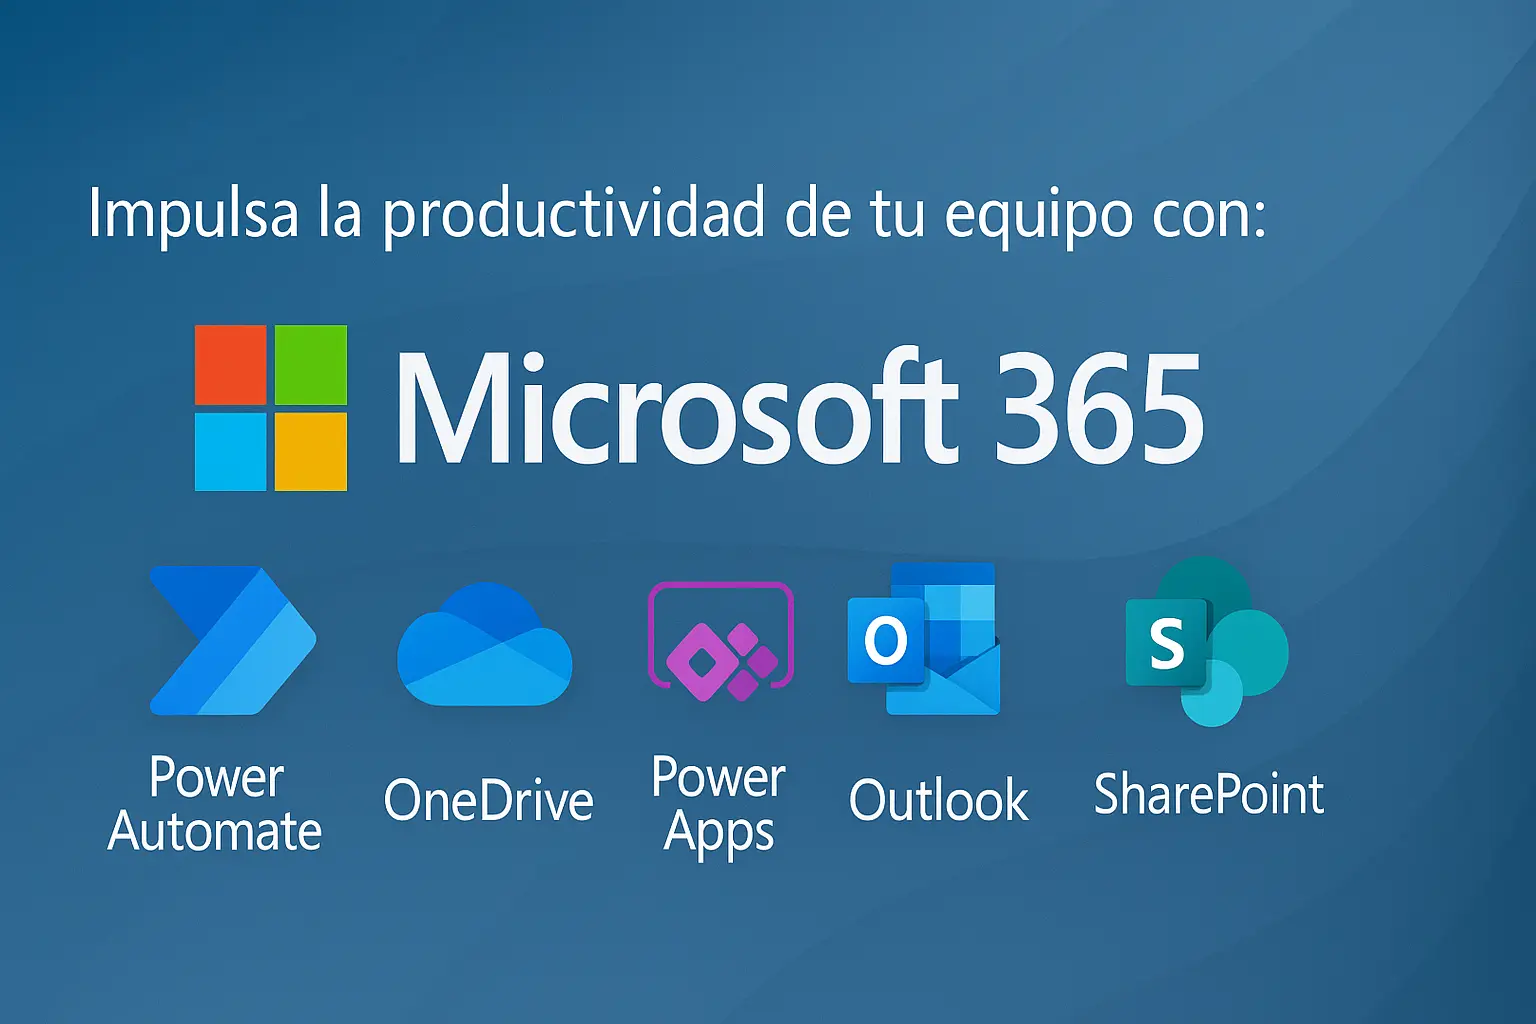 Impulsa la productividad de tu equipo con:
Microsoft 365
O
S
Power
Automate
OneDrive
Power
Apps
Outlook
SharePoint